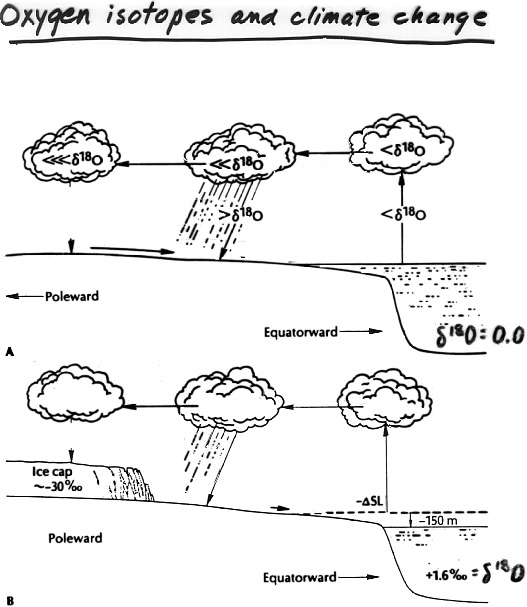 Oxygen isotopes and climate change
<<<δ18O
<<δ18O
<δ18O
>δ18O
<δ18O
Poleward
Equatorward
δ18O = 0.0
A
Ice cap
~-30‰
-ΔSL
-150 m
Poleward
Equatorward
+1.6‰ = δ18O
B